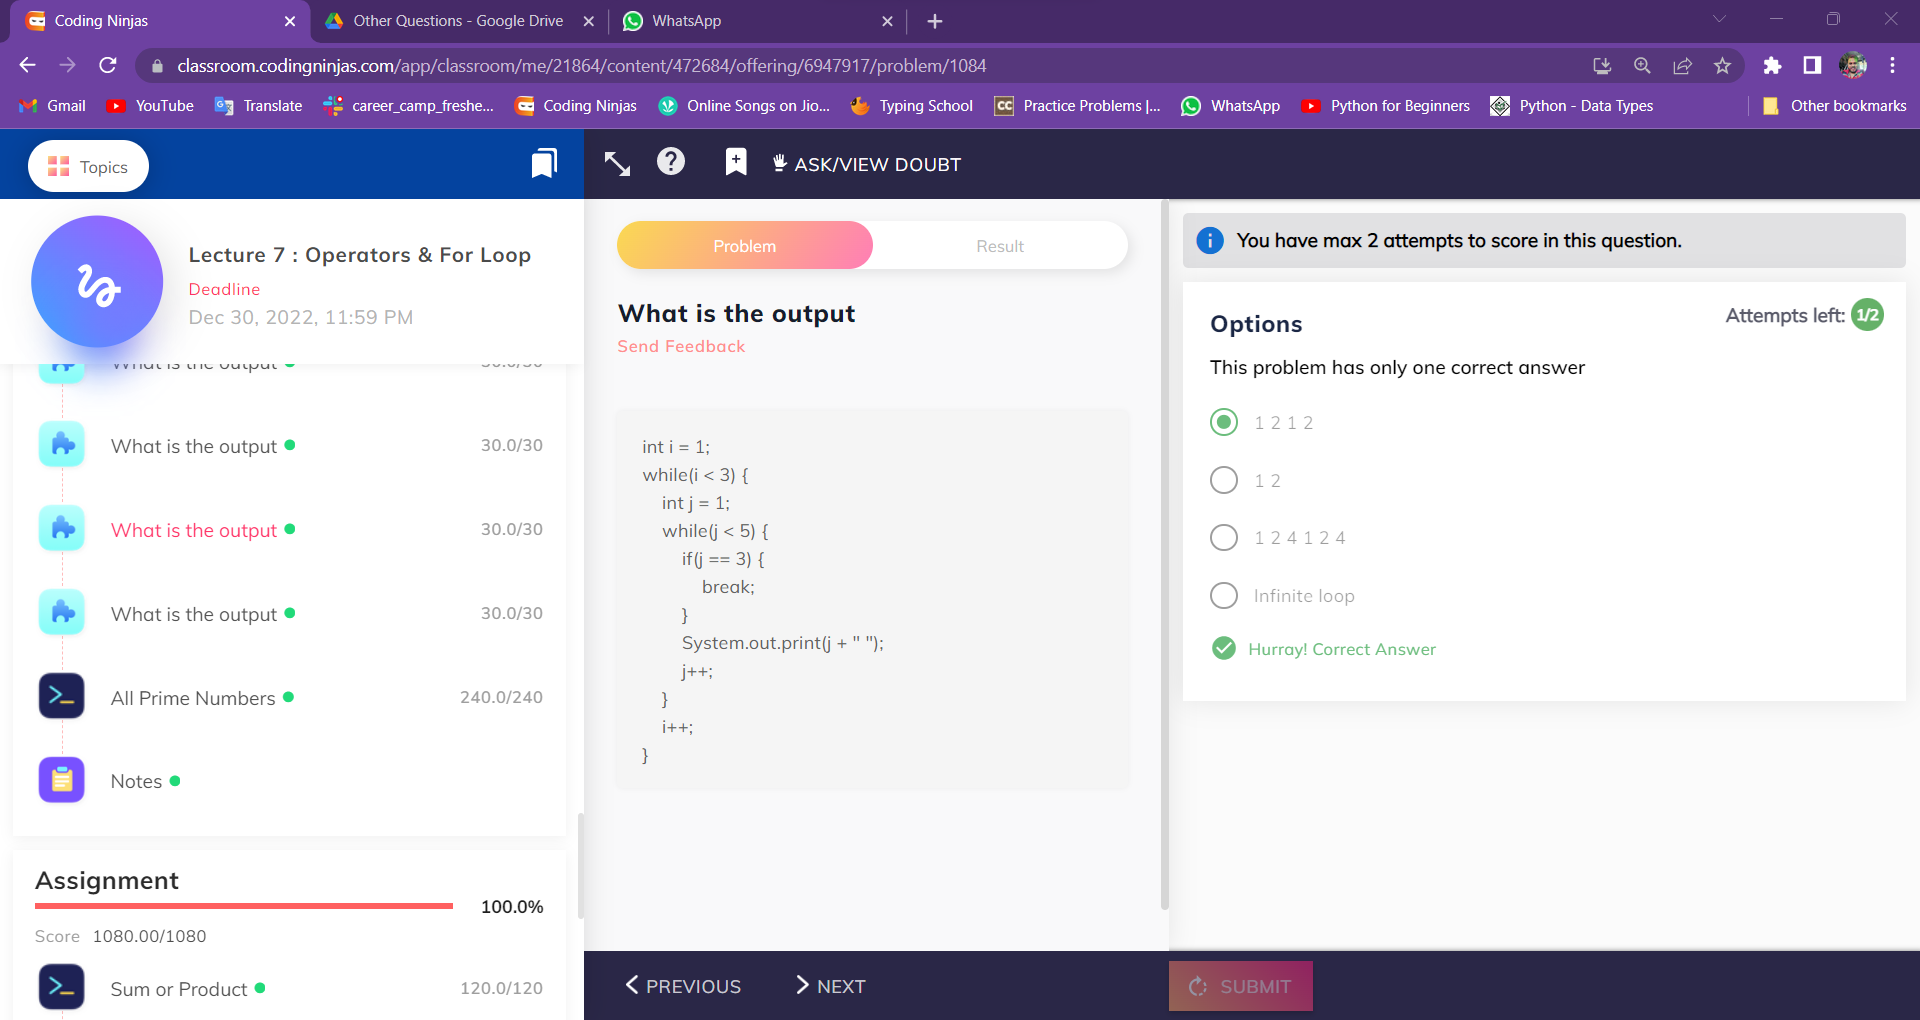 Coding Ninjas
Other Questions - Google Drive
WhatsApp
classroom.codingninjas.com/app/classroom/me/21864/content/472684/offering/6947917/problem/1084
Gmail
YouTube
Translate
career_camp_freshe...
Coding Ninjas
Online Songs on Jio...
Typing School
CC
Practice Problems |...
WhatsApp
Python for Beginners
Python - Data Types
Other bookmarks
Topics
ASK/VIEW DOUBT
Lecture 7 : Operators & For Loop
Deadline
Dec 30, 2022, 11:59 PM
What is the output 30.0/30
What is the output 30.0/30
What is the output 30.0/30
What is the output 30.0/30
All Prime Numbers 240.0/240
Notes
Assignment
100.0%
Score 1080.00/1080
Sum or Product 120.0/120
Problem
Result
What is the output
Send Feedback
int i = 1;
while(i < 3) {
int j = 1;
while(j < 5) {
if(j == 3) {
break;
}
System.out.print(j + " ");
j++;
}
i++;
}
You have max 2 attempts to score in this question.
Options
Attempts left: 1/2
This problem has only one correct answer
1 2 1 2
1 2
1 2 4 1 2 4
Infinite loop
Hurray! Correct Answer
PREVIOUS
NEXT
SUBMIT